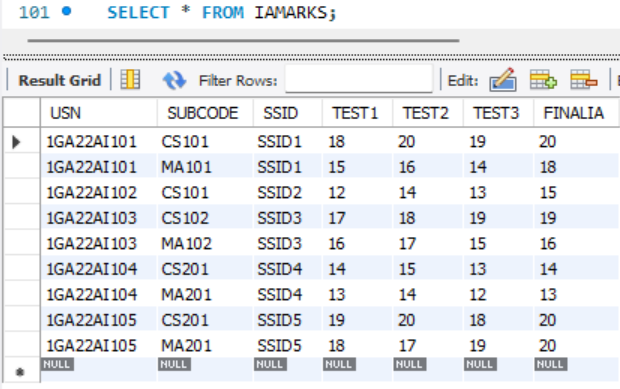 101 SELECT * FROM IAMARKS;
Result Grid Filter Rows: Edit:
USN SUBCODE SSID TEST1 TEST2 TEST3 FINALIA
1GA22AI101 CS101 SSID1 18 20 19 20
1GA22AI101 MA101 SSID1 15 16 14 18
1GA22AI102 CS101 SSID2 12 14 13 15
1GA22AI103 CS102 SSID3 17 18 19 19
1GA22AI103 MA102 SSID3 16 17 15 16
1GA22AI104 CS201 SSID4 14 15 13 14
1GA22AI104 MA201 SSID4 13 14 12 13
1GA22AI105 CS201 SSID5 19 20 18 20
1GA22AI105 MA201 SSID5 18 17 19 20
NULL NULL NULL NULL NULL NULL NULL